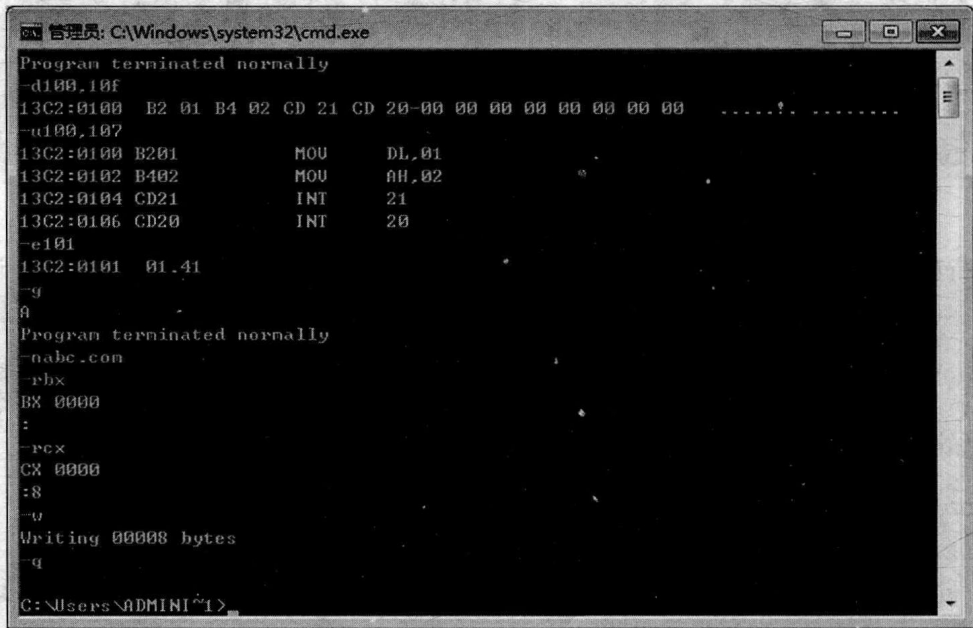 管理员: C:\Windows\system32\cmd.exe
Program terminated normally
-d100,10f
13C2:0100  B2 01 B4 02 CD 21 CD 20-00 00 00 00 00 00 00 00   .....!. ........
-u100,107
13C2:0100 B201          MOV     DL,01
13C2:0102 B402          MOV     AH,02
13C2:0104 CD21          INT     21
13C2:0106 CD20          INT     20
-e101
13C2:0101  01.41
-g
A
Program terminated normally
-nabc.com
-rbx
BX 0000
:
-rcx
CX 0000
:8
-w
Writing 00008 bytes
-q
C:\Users\ADMINI~1>_